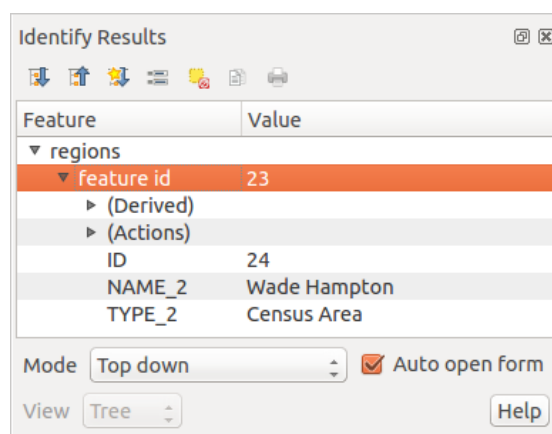 Identify Results
Feature Value
regions
feature id 23
(Derived)
(Actions)
ID 24
NAME_2 Wade Hampton
TYPE_2 Census Area
Mode Top down Auto open form
View Tree Help